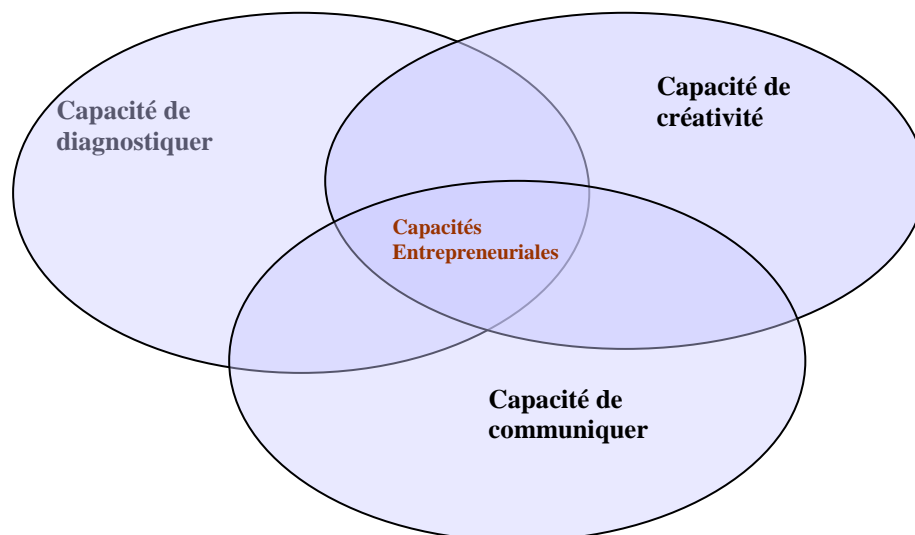 Capacité de
diagnostiquer
Capacité de
créativité
Capacités
Entrepreneuriales
Capacité de
communiquer